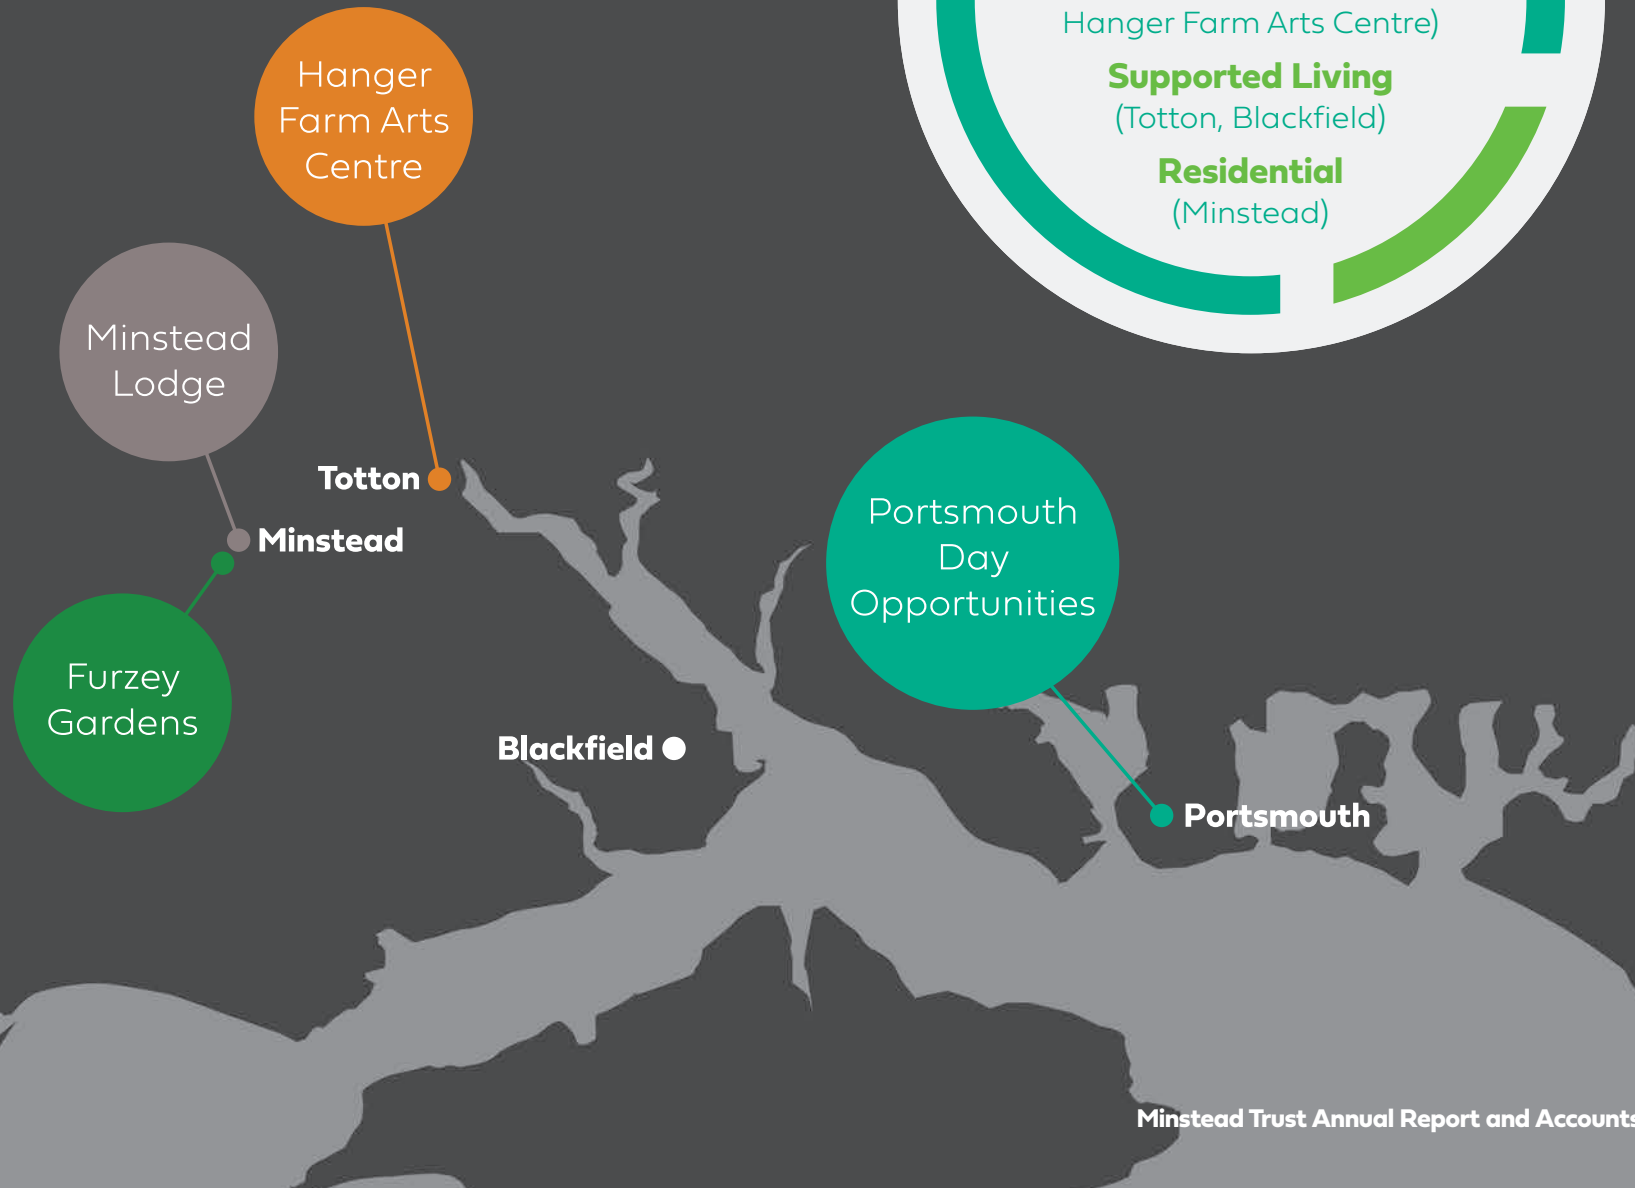 Hanger Farm Arts Centre)
Supported Living
(Totton, Blackfield)
Residential
(Minstead)
Hanger
Farm Arts
Centre
Minstead
Lodge
Totton
Minstead
Furzey
Gardens
Portsmouth
Day
Opportunities
Blackfield
Portsmouth
Minstead Trust Annual Report and Accounts